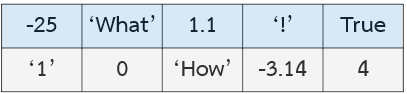 -25 ‘What’ 1.1 ‘!’ True
‘1’ 0 ‘How’ -3.14 4